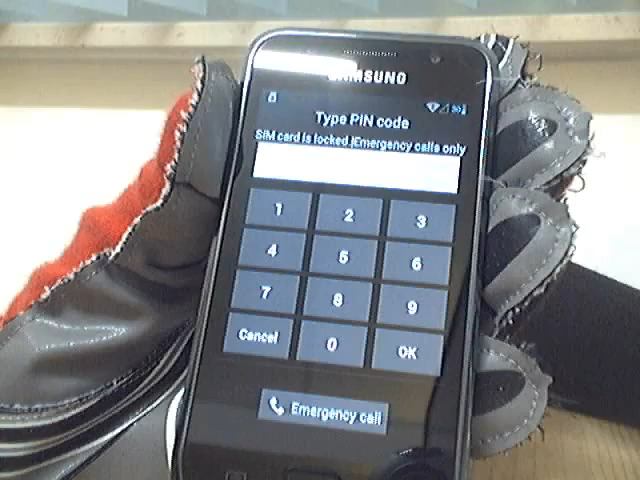 SAMSUNG
Type PIN code
SIM card is locked.|Emergency calls only
1 2 3
4 5 6
7 8 9
Cancel 0 OK
Emergency call